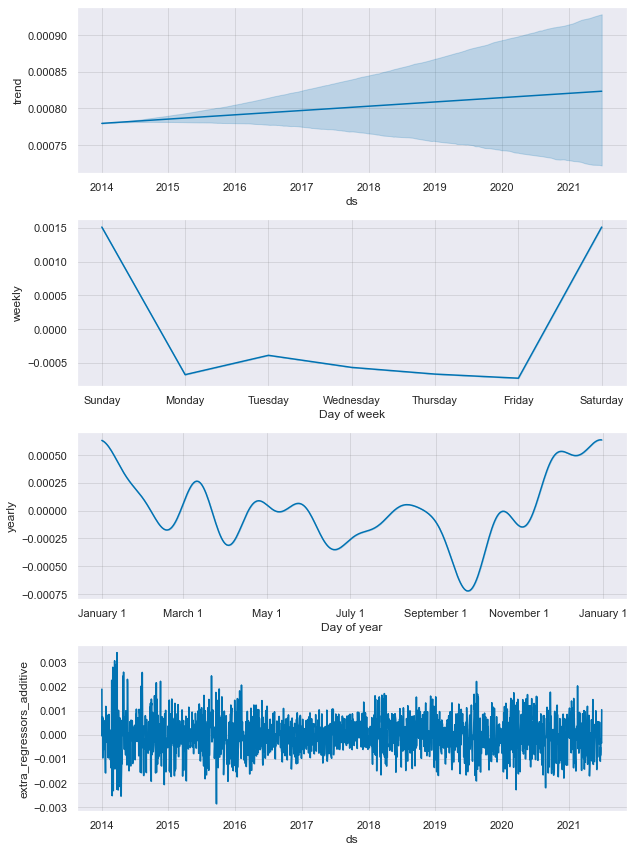 0.00090
0.00085
0.00080
0.00075
trend
2014 2015 2016 2017 2018 2019 2020 2021
ds
0.0015
0.0010
0.0005
0.0000
−0.0005
weekly
Sunday Monday Tuesday Wednesday Thursday Friday Saturday
Day of week
0.00050
0.00025
0.00000
−0.00025
−0.00050
−0.00075
yearly
January 1 March 1 May 1 July 1 September 1 November 1 January 1
Day of year
0.003
0.002
0.001
0.000
−0.001
−0.002
−0.003
extra_regressors_additive
2014 2015 2016 2017 2018 2019 2020 2021
ds